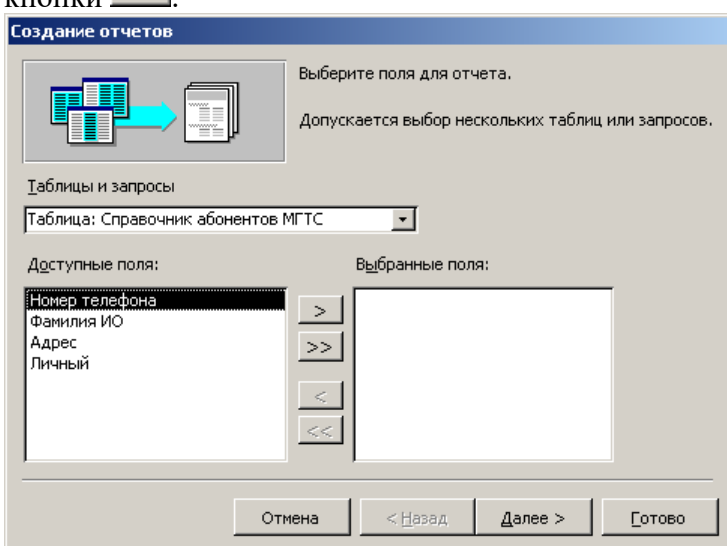 кнопки .
Создание отчетов
Выберите поля для отчета.
Допускается выбор нескольких таблиц или запросов.
Таблицы и запросы
Таблица: Справочник абонентов МГТС
Доступные поля:
Выбранные поля:
Номер телефона
Фамилия ИО
Адрес
Личный
>
>>
<
<<
Отмена
< Назад
Далее >
Готово